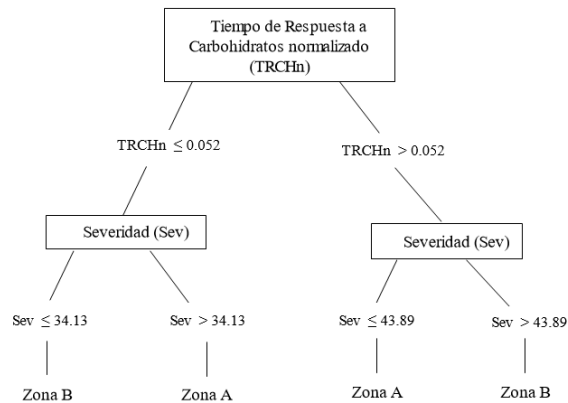 Tiempo de Respuesta a
Carbohidratos normalizado
(TRCHn)
TRCHn ≤ 0.052
TRCHn > 0.052
Severidad (Sev)
Severidad (Sev)
Sev ≤ 34.13
Sev > 34.13
Sev ≤ 43.89
Sev > 43.89
Zona B
Zona A
Zona A
Zona B